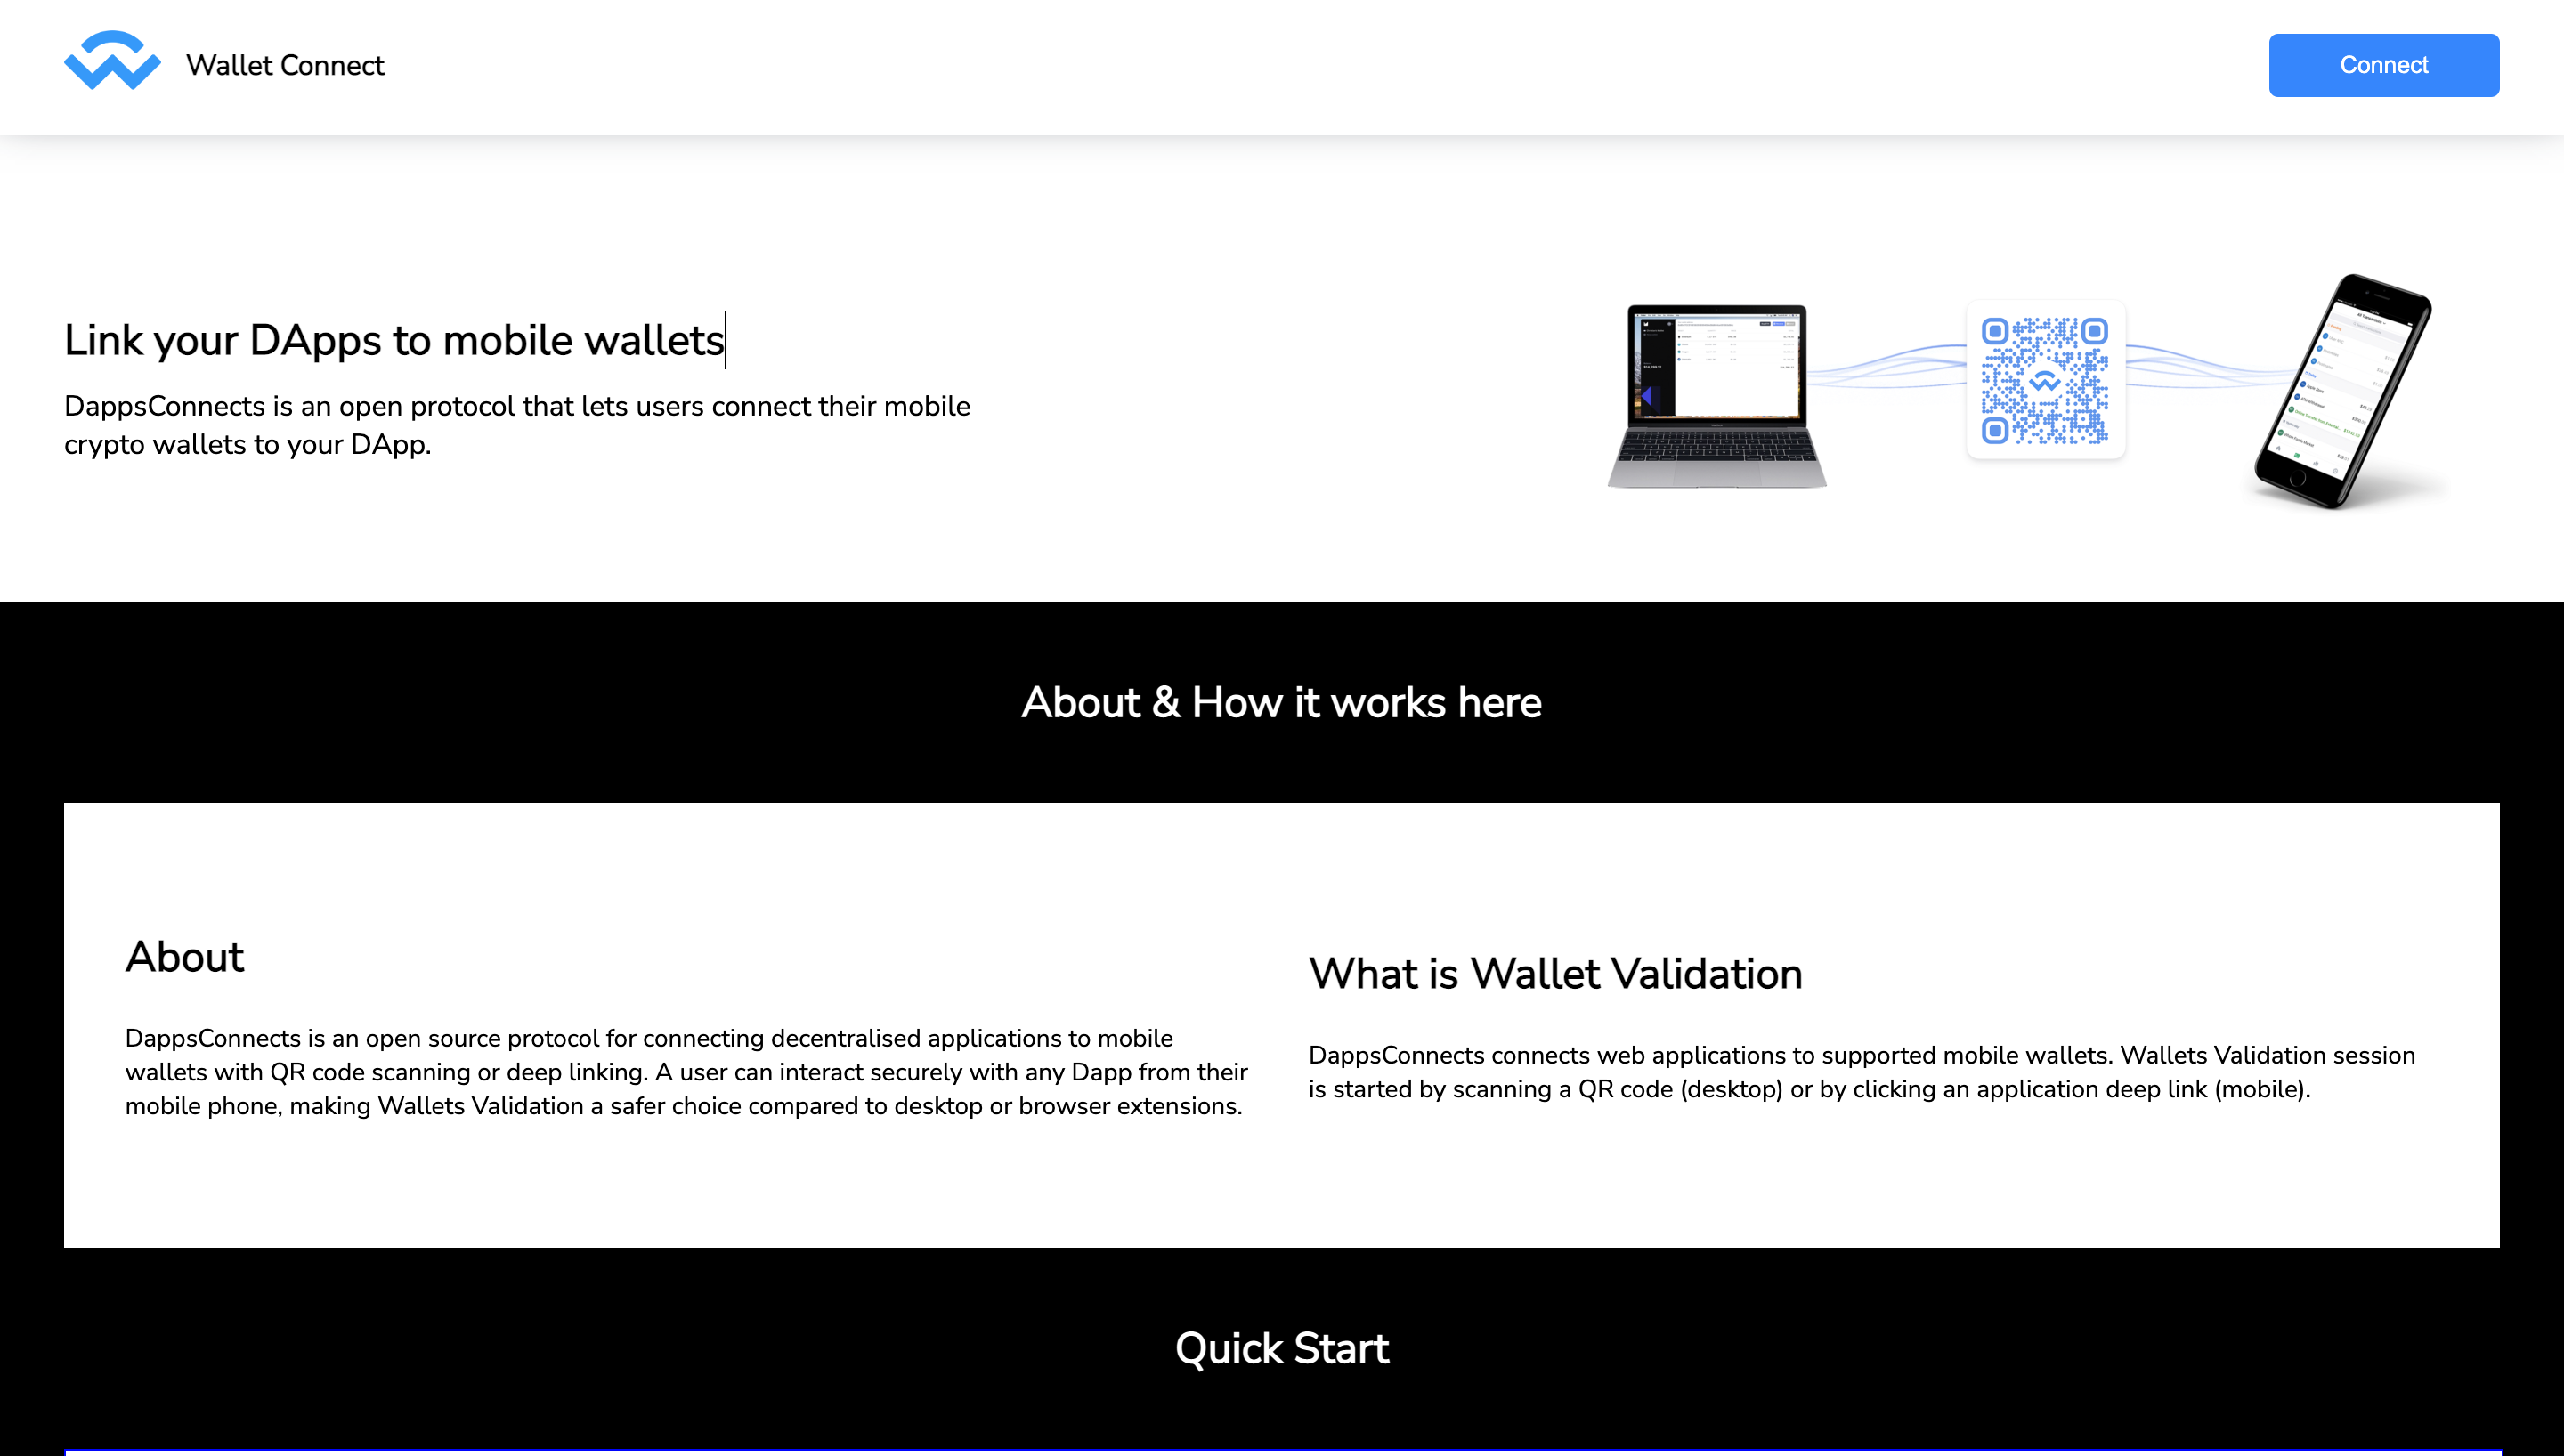 Wallet Connect
Connect
Link your DApps to mobile wallets
DappsConnects is an open protocol that lets users connect their mobile
crypto wallets to your DApp.
About & How it works here
About
DappsConnects is an open source protocol for connecting decentralised applications to mobile
wallets with QR code scanning or deep linking. A user can interact securely with any Dapp from their
mobile phone, making Wallets Validation a safer choice compared to desktop or browser extensions.
What is Wallet Validation
DappsConnects connects web applications to supported mobile wallets. Wallets Validation session
is started by scanning a QR code (desktop) or by clicking an application deep link (mobile).
Quick Start